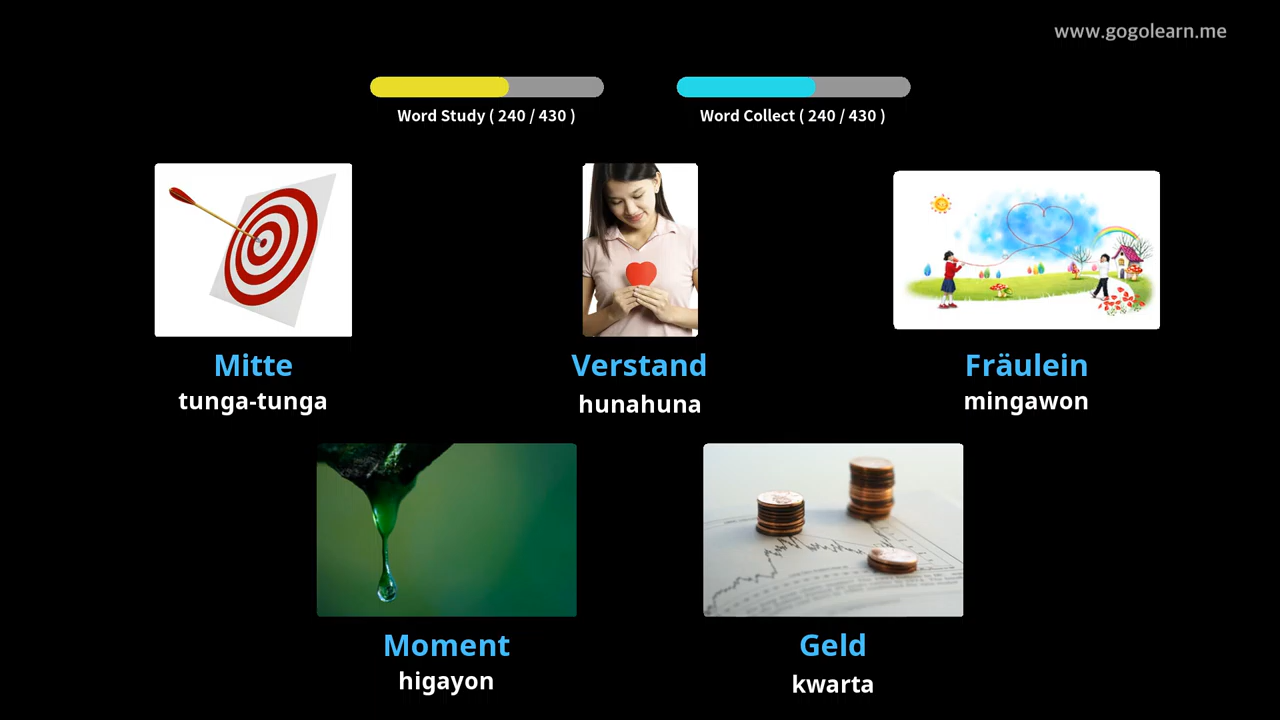 www.gogolearn.me
Word Study ( 240 / 430 )
Word Collect ( 240 / 430 )
Mitte
tunga-tunga
Verstand
hunahuna
Fräulein
mingawon
Moment
higayon
Geld
kwarta